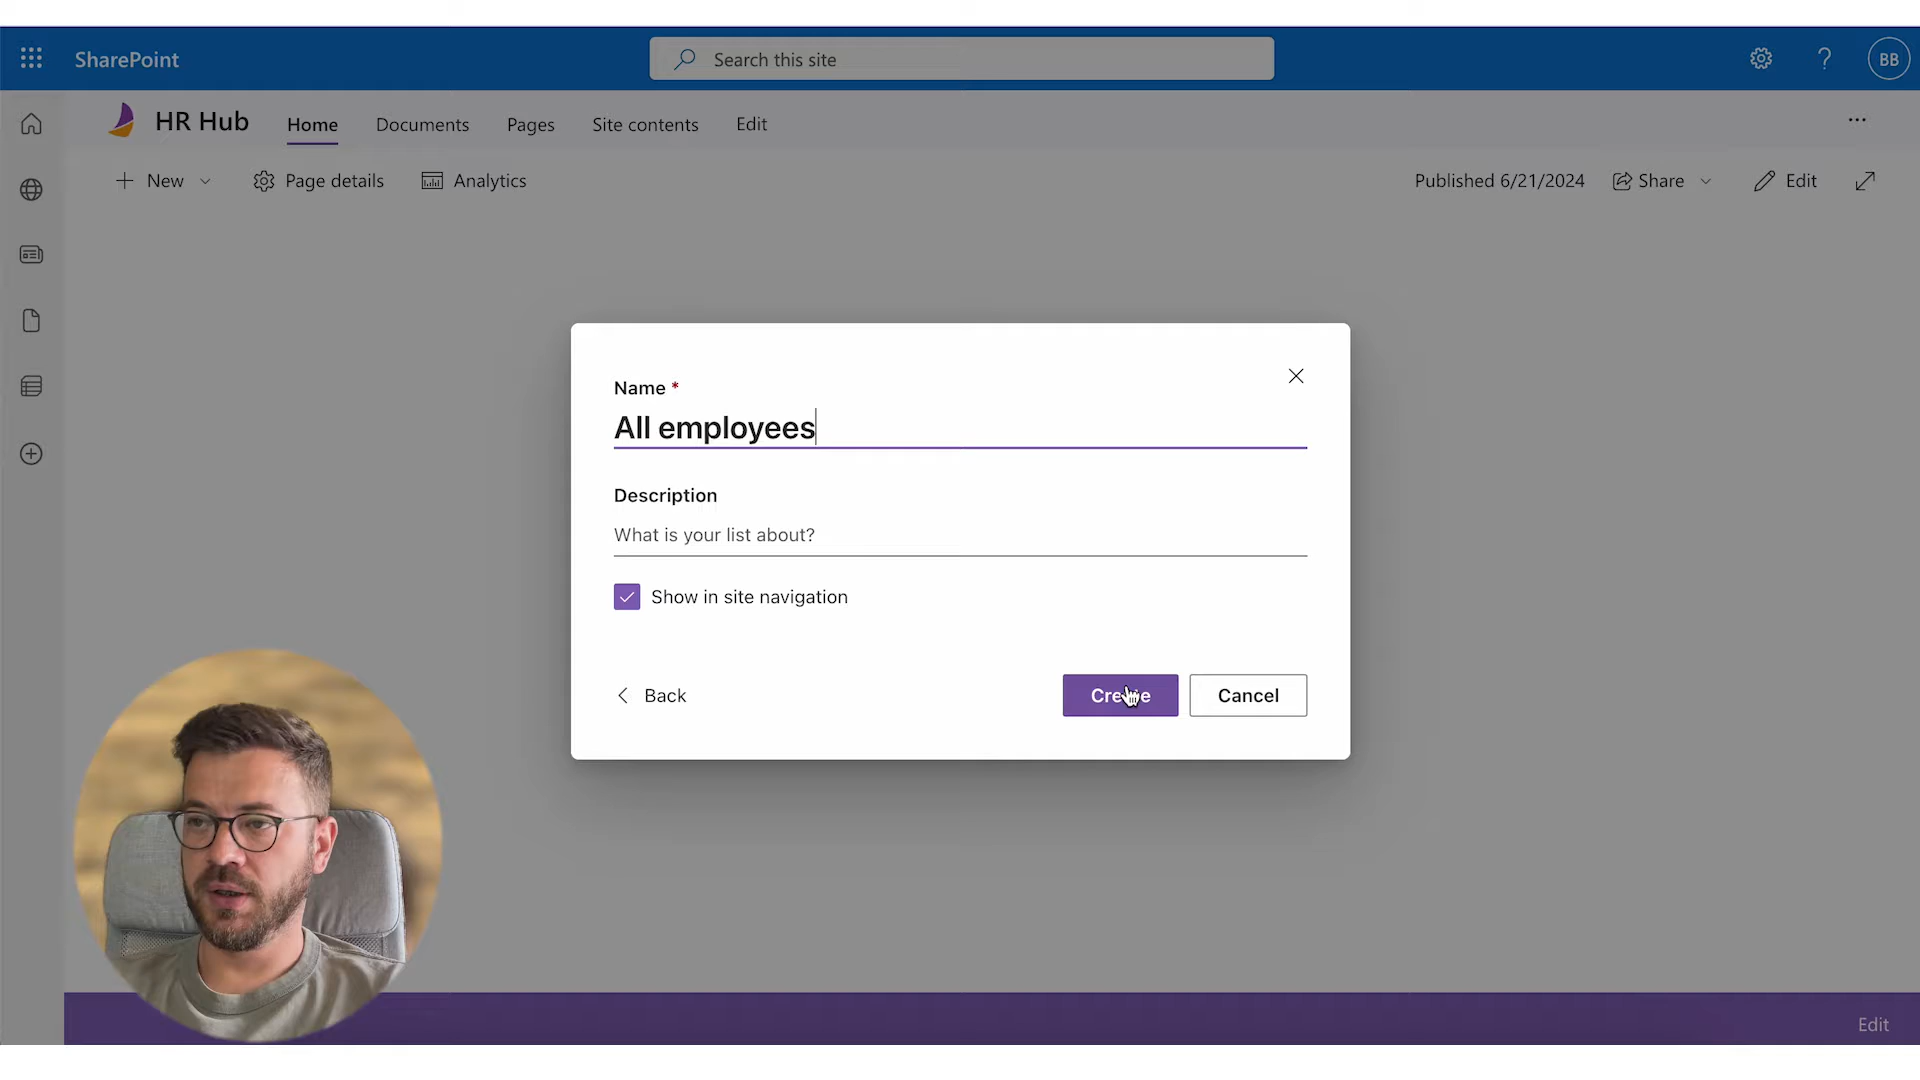 SharePoint
Search this site
?
BB
HR Hub
Home
Documents
Pages
Site contents
Edit
New
Page details
Analytics
Published 6/21/2024
Share
Edit
Name *
All employees
Description
What is your list about?
Show in site navigation
Back
Create
Cancel
Edit